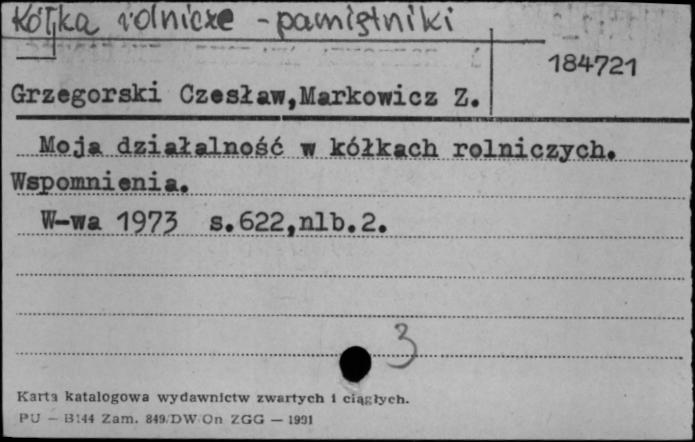 Kółka rolnicze - pamiętniki
184721
Grzegorski Czesław,Markowicz Z.
Moja działalność w kółkach rolniczych.
Wspomnienia.
W-wa 1973 s.622,nlb.2.
3
Karta katalogowa wydawnictw zwartych i ciągłych.
PU — B144 Zam. 849/DW/On ZGG — 1991